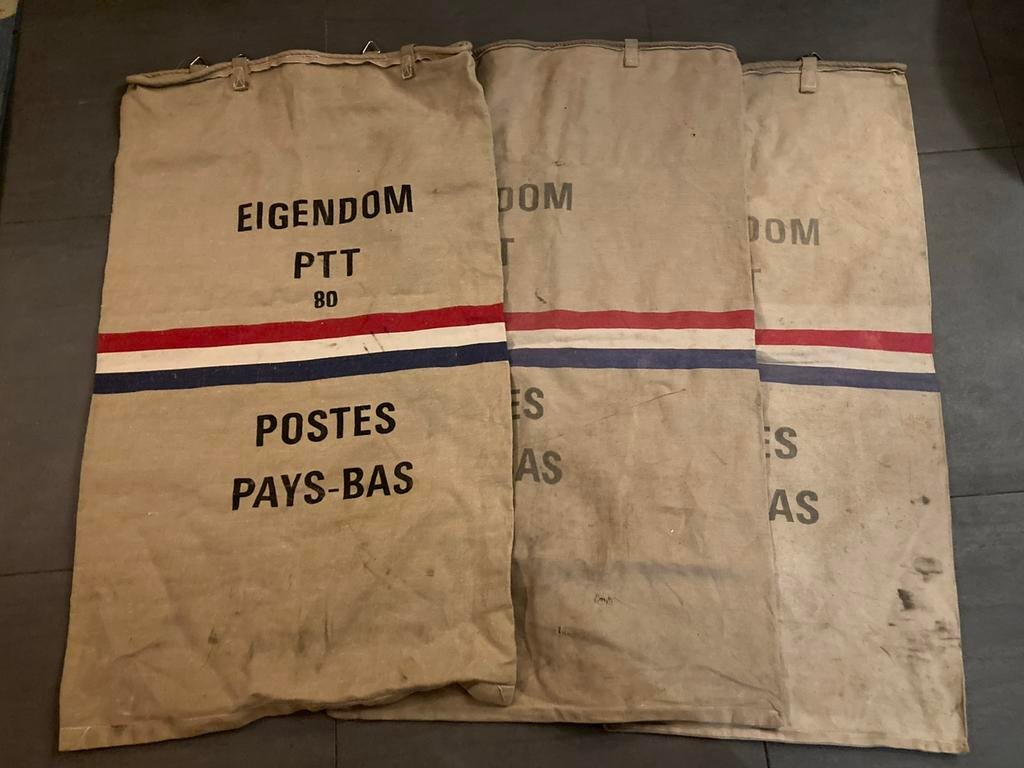 EIGENDOM
PTT
80
POSTES
PAYS-BAS
DOM
T
ES
AS
DOM
ES
AS